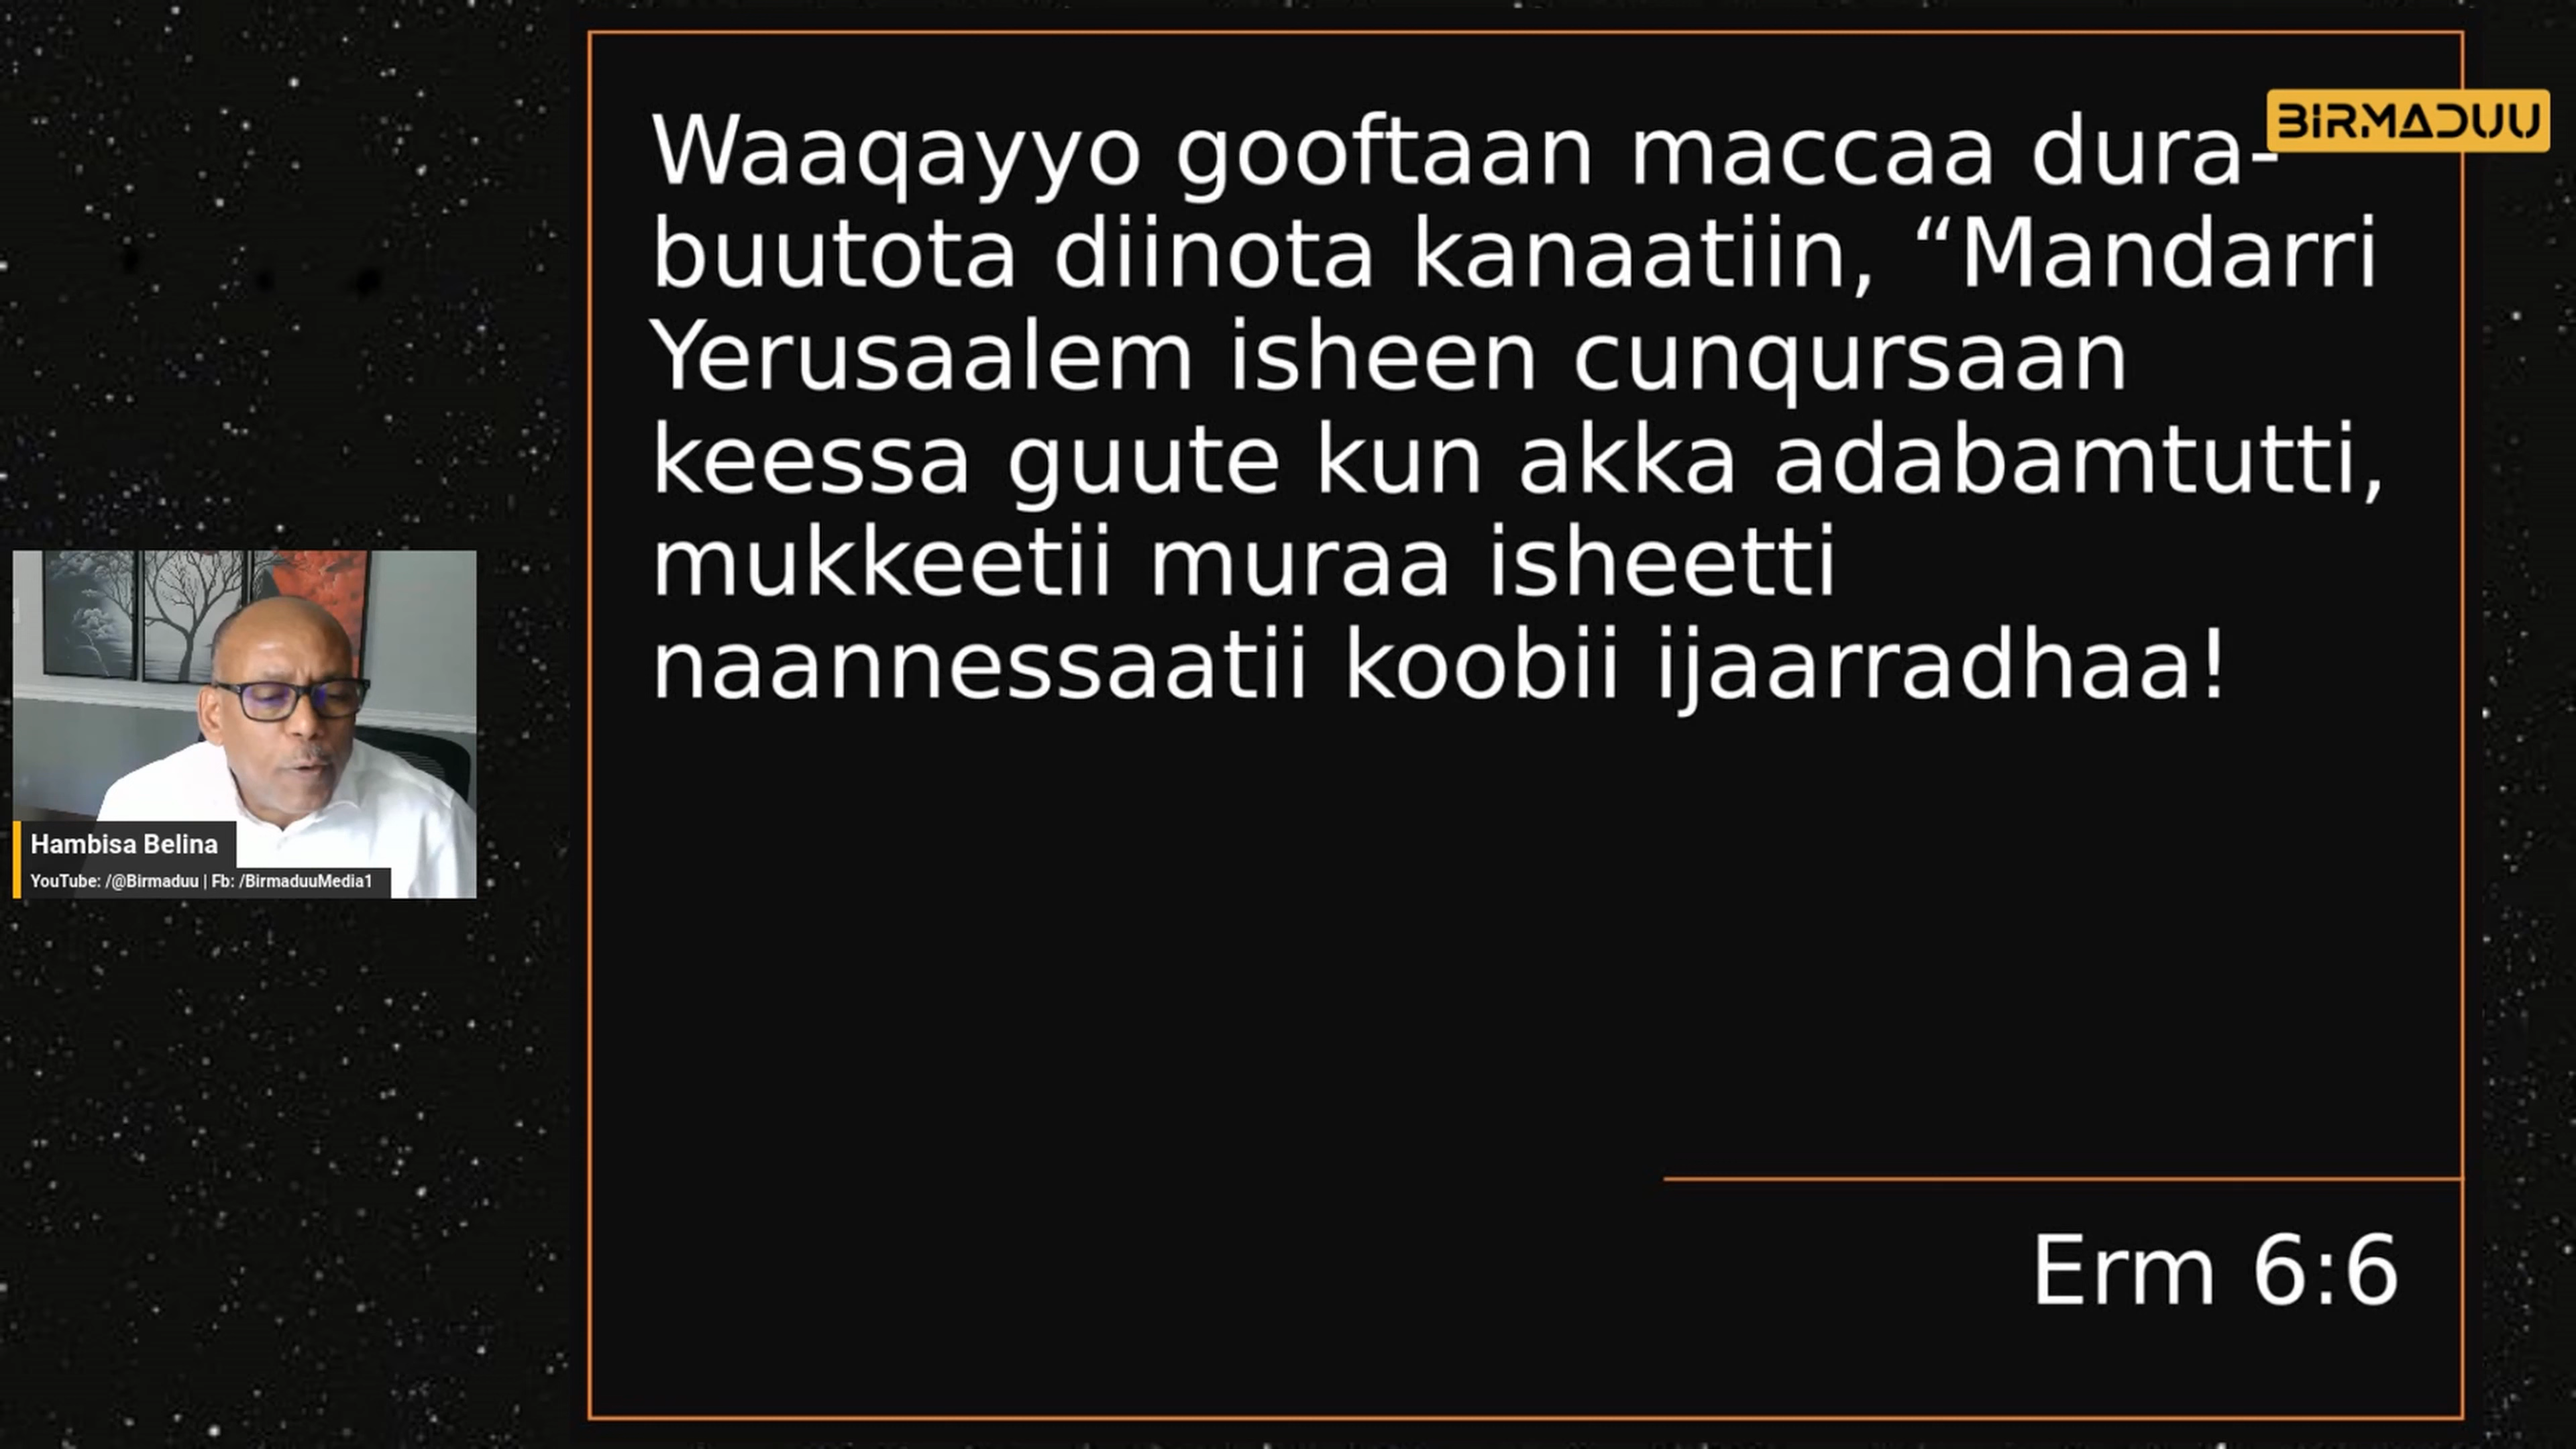 BIRMADUU
Waaqayyo gooftaan maccaa dura-
buutota diinota kanaatiin, “Mandarri
Yerusaalem isheen cunqursaan
keessa guute kun akka adabamtutti,
mukkeetii muraa isheetti
naannessaatii koobii ijaarradhaa!
Erm 6:6
Hambisa Belina
YouTube: /@Birmaduu | Fb: /BirmaduuMedia1